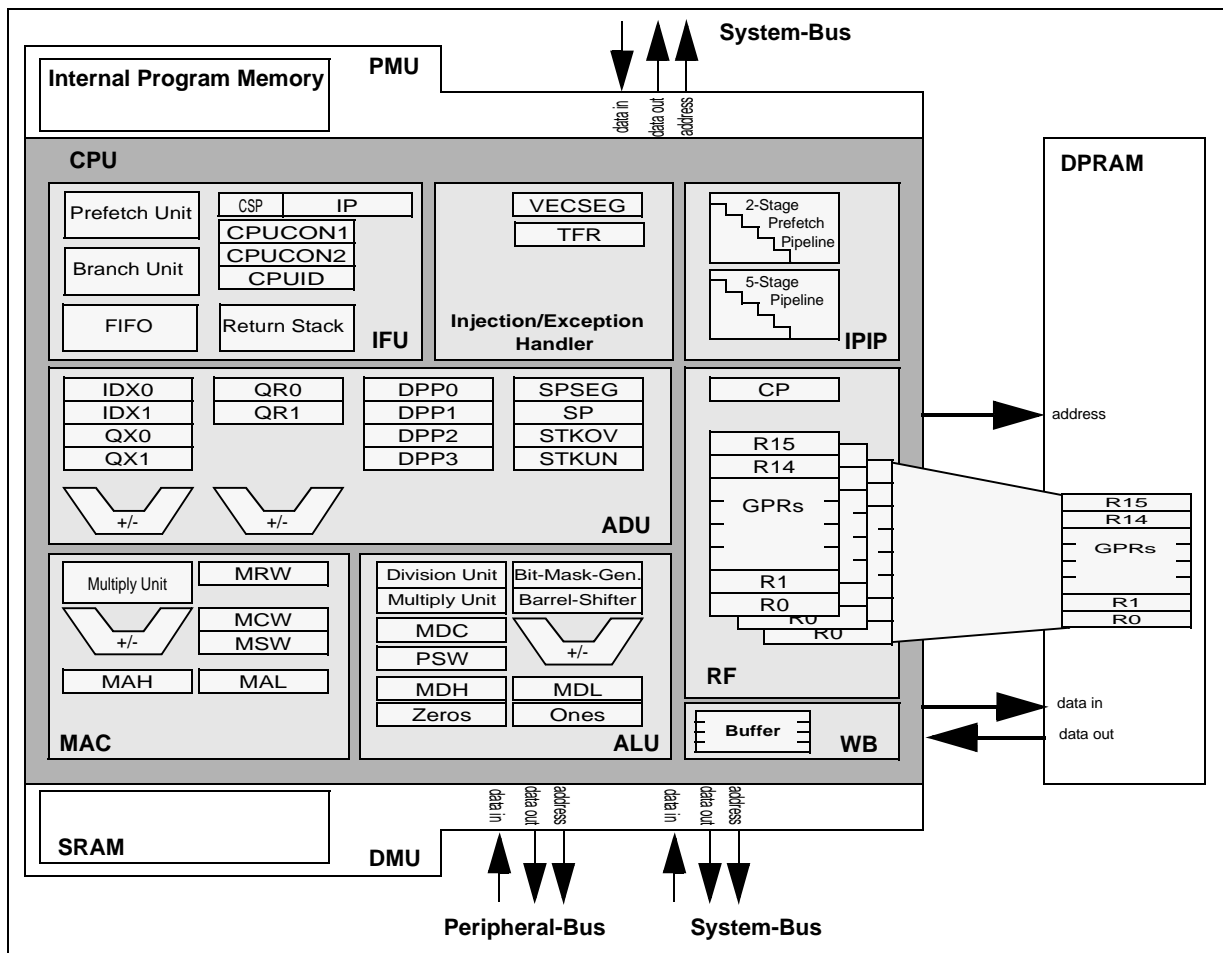 System-Bus
PMU
Internal Program Memory
data in
data out
address
CPU
DPRAM
Prefetch Unit
CSP
IP
CPUCON1
CPUCON2
CPUID
Branch Unit
FIFO
Return Stack
IFU
VECSEG
TFR
Injection/Exception
Handler
2-Stage
Prefetch
Pipeline
5-Stage
Pipeline
IPIP
IDX0
IDX1
QX0
QX1
QR0
QR1
DPP0
DPP1
DPP2
DPP3
SPSEG
SP
STKOV
STKUN
+/-
+/-
ADU
CP
R15
R14
GPRs
R1
R0
R0
R0
RF
address
R15
R14
GPRs
R1
R0
Multiply Unit
MRW
+/-
MCW
MSW
MAH
MAL
MAC
Division Unit
Bit-Mask-Gen.
Multiply Unit
Barrel-Shifter
MDC
PSW
+/-
MDH
MDL
Zeros
Ones
ALU
Buffer
WB
data in
data out
SRAM
DMU
data in
data out
address
data in
data out
address
Peripheral-Bus
System-Bus